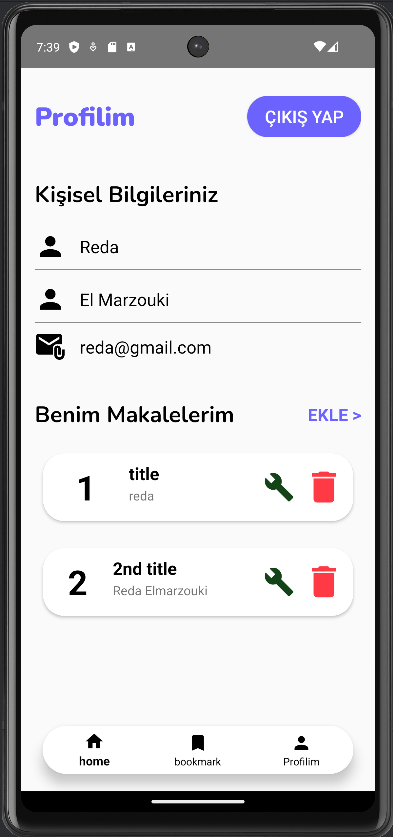 7:39
Profilim
ÇIKIŞ YAP
Kişisel Bilgileriniz
Reda
El Marzouki
reda@gmail.com
Benim Makalelerim
EKLE >
1
title
reda
2
2nd title
Reda Elmarzouki
home
bookmark
Profilim